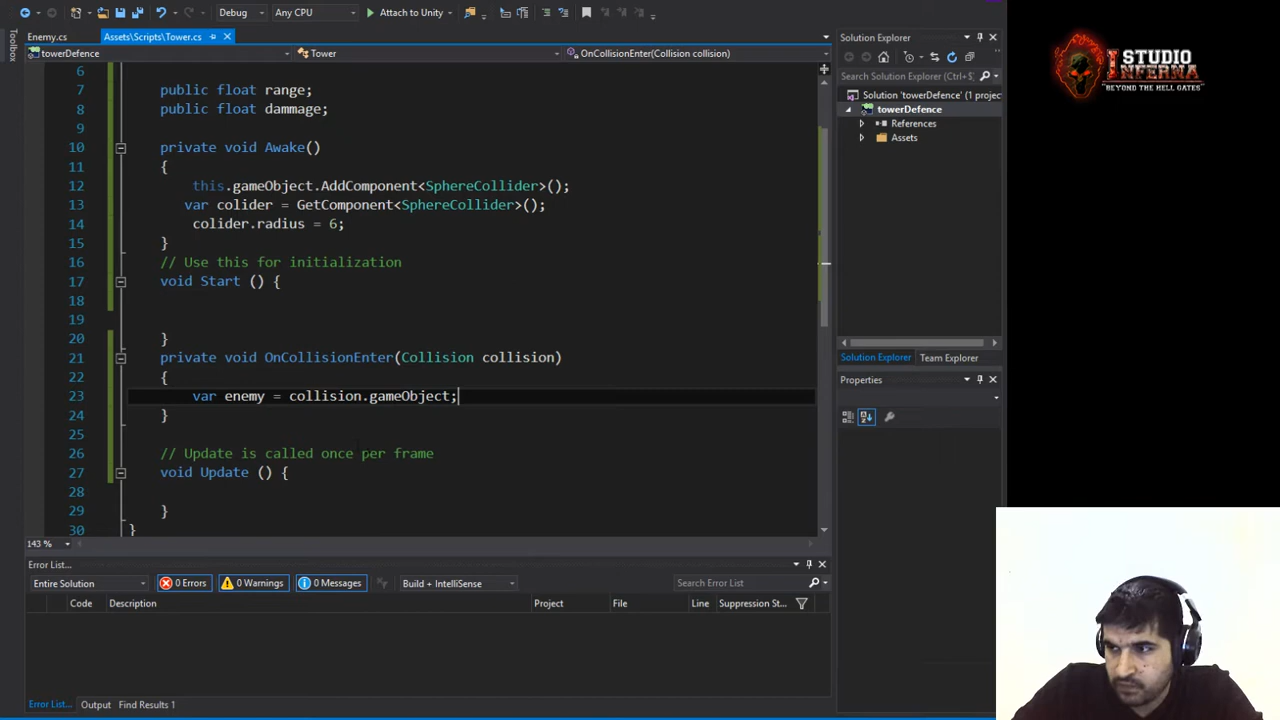 Debug
Any CPU
Attach to Unity
Enemy.cs
Assets\Scripts\Tower.cs
Toolbox
towerDefence
Tower
OnCollisionEnter(Collision collision)
6
7 public float range;
8 public float dammage;
9
10 private void Awake()
11 {
12 this.gameObject.AddComponent<SphereCollider>();
13 var colider = GetComponent<SphereCollider>();
14 colider.radius = 6;
15 }
16 // Use this for initialization
17 void Start () {
18
19
20 }
21 private void OnCollisionEnter(Collision collision)
22 {
23 var enemy = collision.gameObject;
24 }
25
26 // Update is called once per frame
27 void Update () {
28
29 }
30 }
143 %
Solution Explorer
Search Solution Explorer (Ctrl+$)
Solution 'towerDefence' (1 projec
towerDefence
References
Assets
Solution Explorer
Team Explorer
Properties
Error List...
Entire Solution
0 Errors
0 Warnings
0 Messages
Build + IntelliSense
Search Error List
Code
Description
Project
File
Line
Suppression St...
Error List...
Output
Find Results 1
STUDIO
INFERNA
"BEYOND THE HELL GATES"